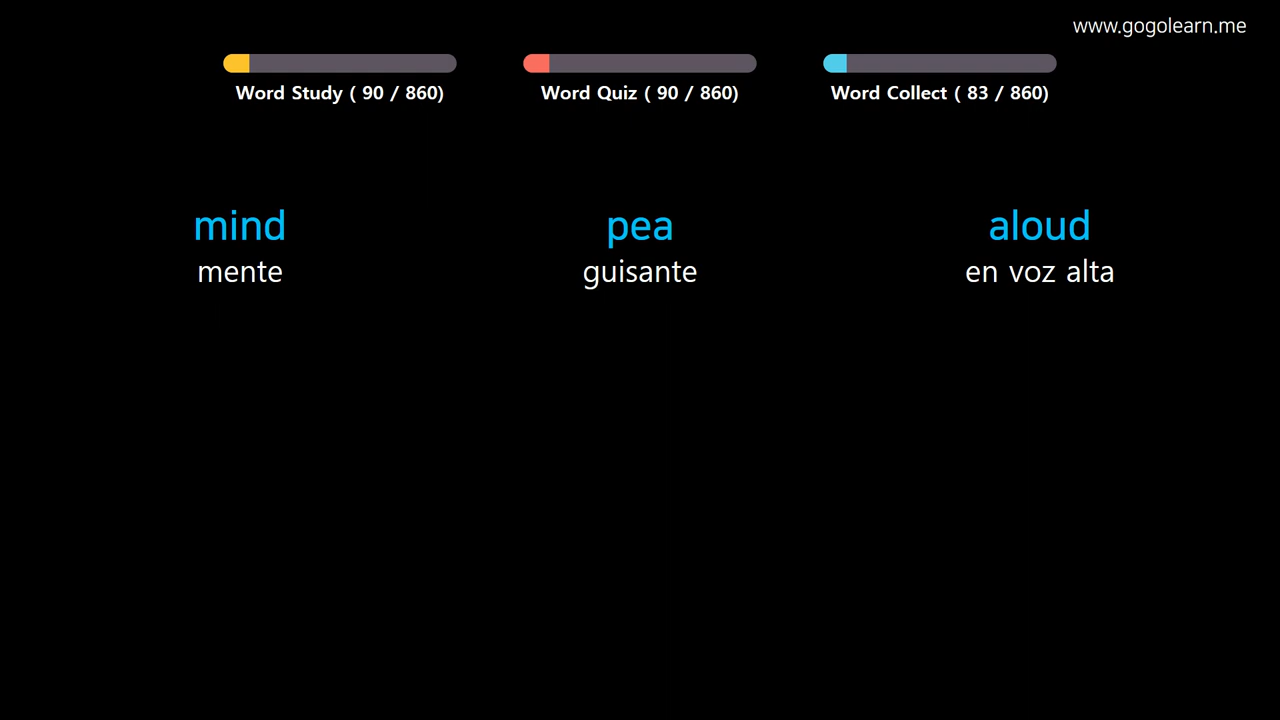 www.gogolearn.me
Word Study ( 90 / 860)
Word Quiz ( 90 / 860)
Word Collect ( 83 / 860)
mind
mente
pea
guisante
aloud
en voz alta